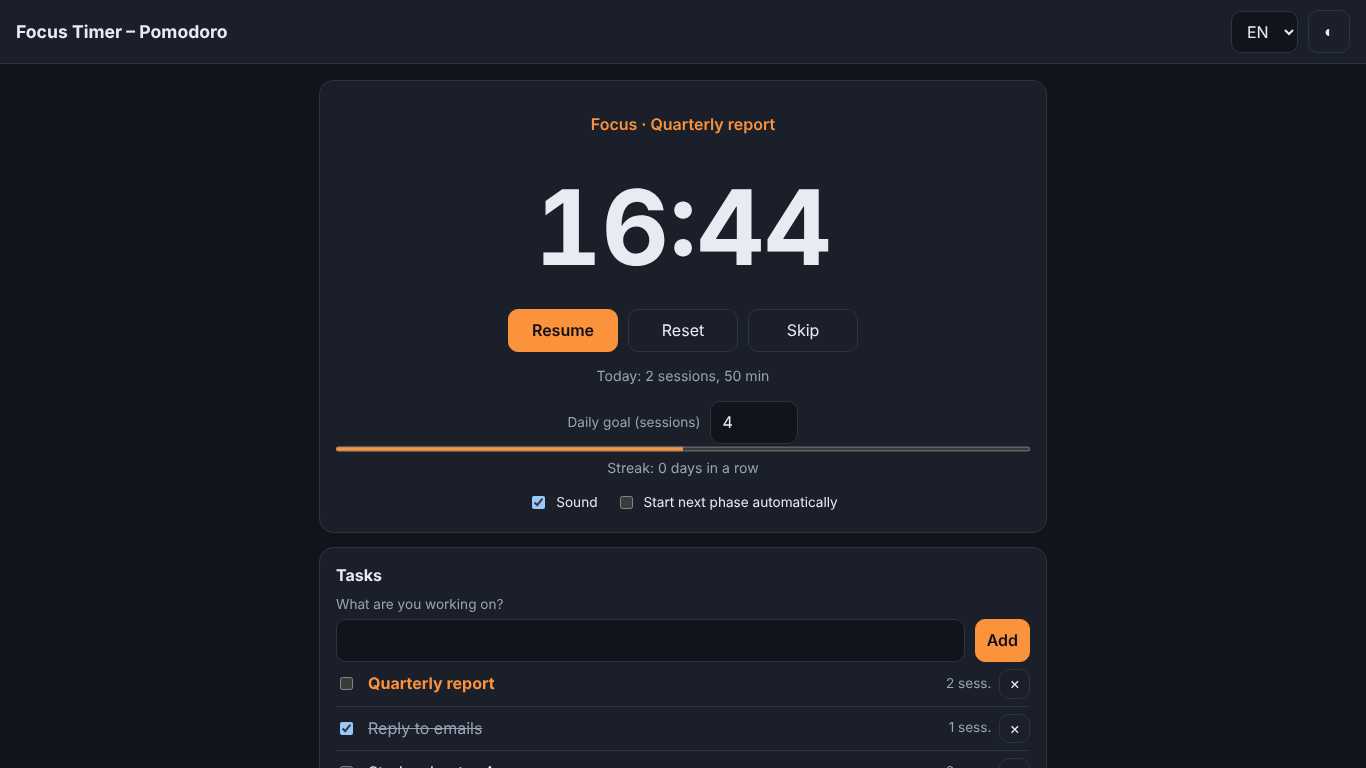 Focus Timer – Pomodoro
EN
Focus · Quarterly report
16:44
Resume Reset Skip
Today: 2 sessions, 50 min
Daily goal (sessions) 4
Streak: 0 days in a row
Sound Start next phase automatically
Tasks
What are you working on?
Add
Quarterly report 2 sess. ×
Reply to emails 1 sess. ×